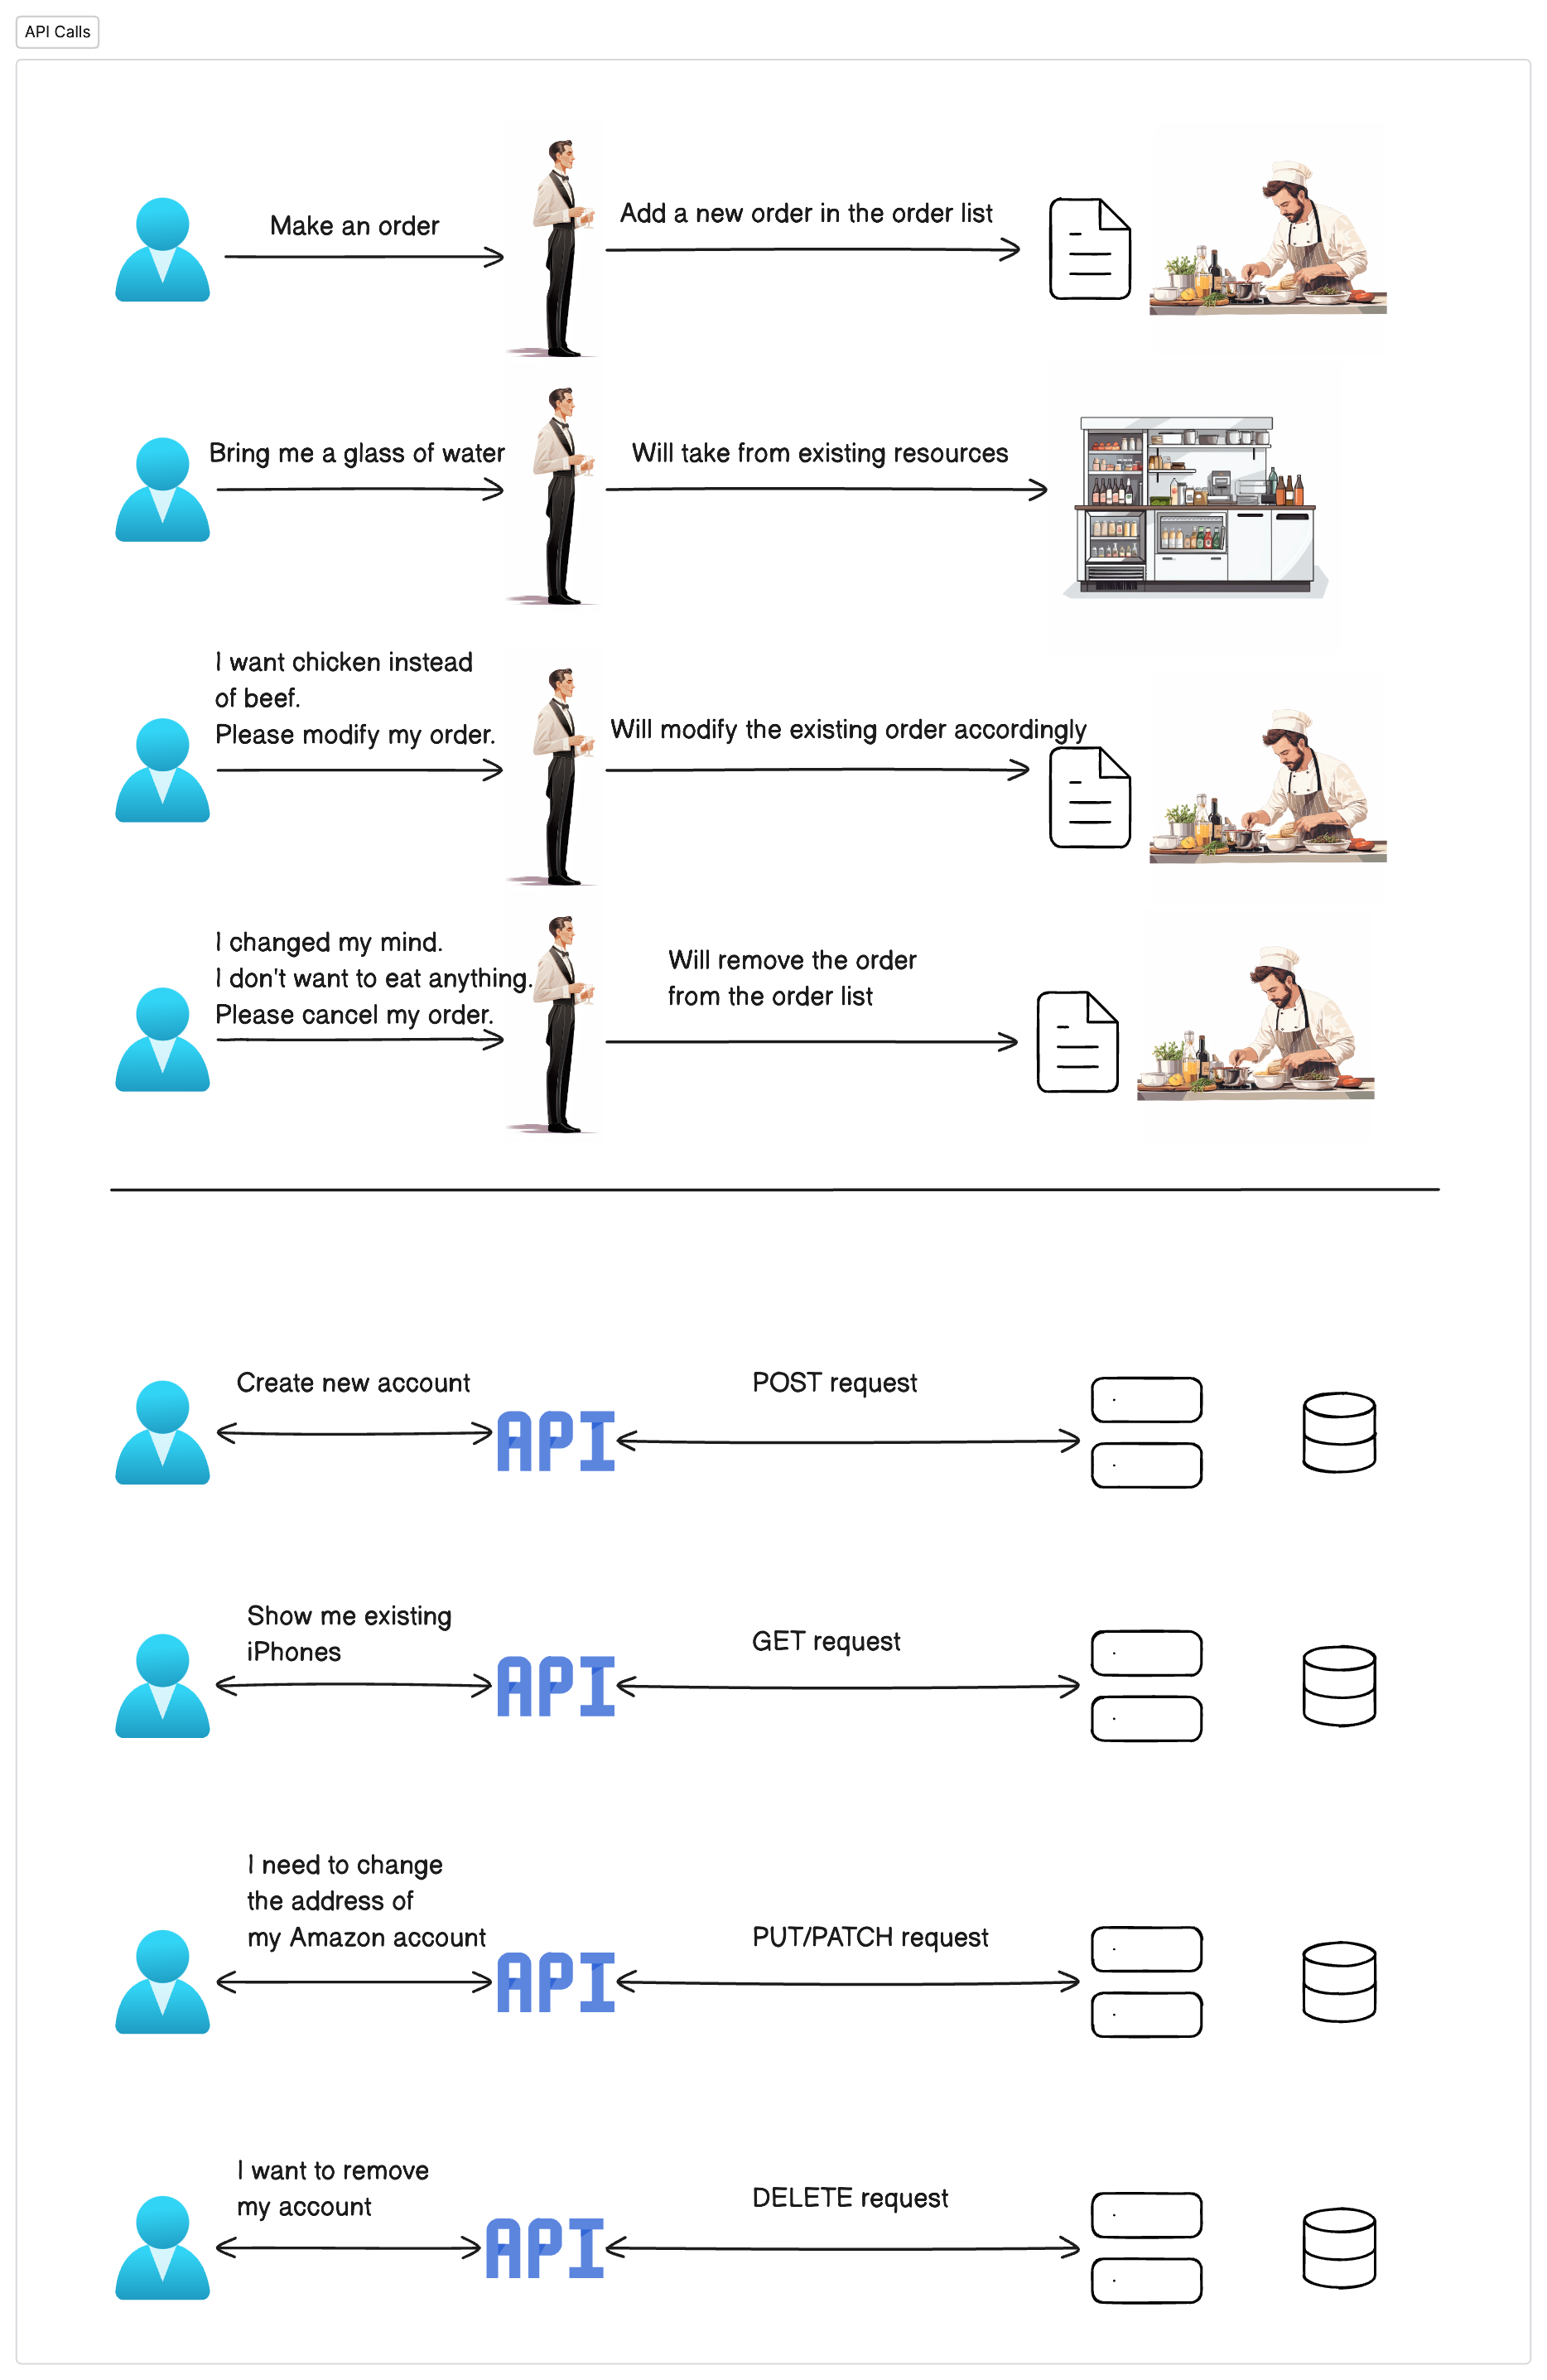 API Calls
Make an order
Add a new order in the order list
Bring me a glass of water
Will take from existing resources
I want chicken instead
of beef.
Please modify my order.
Will modify the existing order accordingly
I changed my mind.
I don't want to eat anything.
Please cancel my order.
Will remove the order
from the order list
Create new account
API
POST request
Show me existing
iPhones
API
GET request
I need to change
the address of
my Amazon account
API
PUT/PATCH request
I want to remove
my account
API
DELETE request